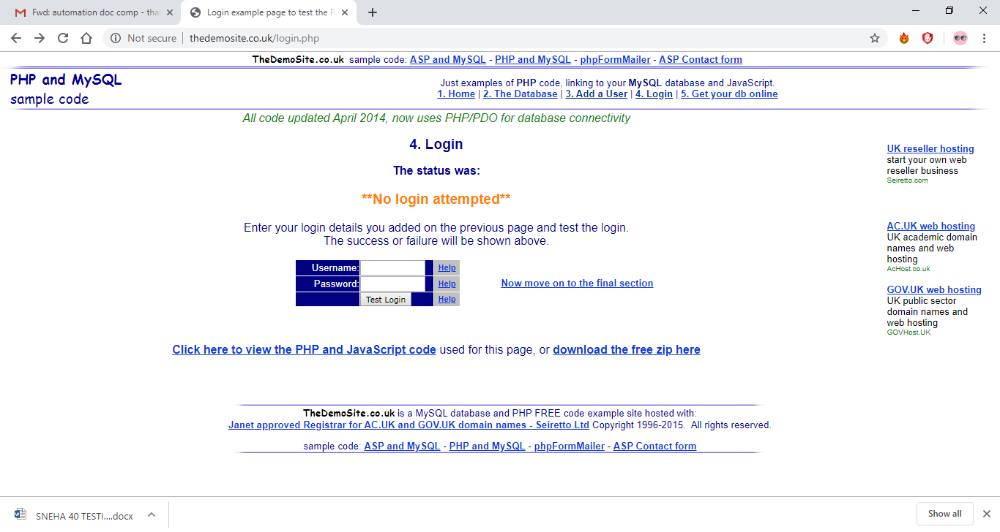 Fwd: automation doc comp - tha
Login example page to test the P
Not secure | thedemosite.co.uk/login.php
TheDemoSite.co.uk sample code: ASP and MySQL - PHP and MySQL - phpFormMailer - ASP Contact form
PHP and MySQL
sample code
Just examples of PHP code, linking to your MySQL database and JavaScript.
1. Home | 2. The Database | 3. Add a User | 4. Login | 5. Get your db online
All code updated April 2014, now uses PHP/PDO for database connectivity
4. Login
The status was:
**No login attempted**
Enter your login details you added on the previous page and test the login.
The success or failure will be shown above.
Username: Help
Password: Help
Test Login Help
Now move on to the final section
Click here to view the PHP and JavaScript code used for this page, or download the free zip here
UK reseller hosting
start your own web
reseller business
Seiretto.com
AC.UK web hosting
UK academic domain
names and web
hosting
AcHost.co.uk
GOV.UK web hosting
UK public sector
domain names and
web hosting
GOVHost.UK
TheDemoSite.co.uk is a MySQL database and PHP FREE code example site hosted with:
Janet approved Registrar for AC.UK and GOV.UK domain names - Seiretto Ltd Copyright 1996-2015. All rights reserved.
sample code: ASP and MySQL - PHP and MySQL - phpFormMailer - ASP Contact form
SNEHA 40 TESTI....docx
Show all